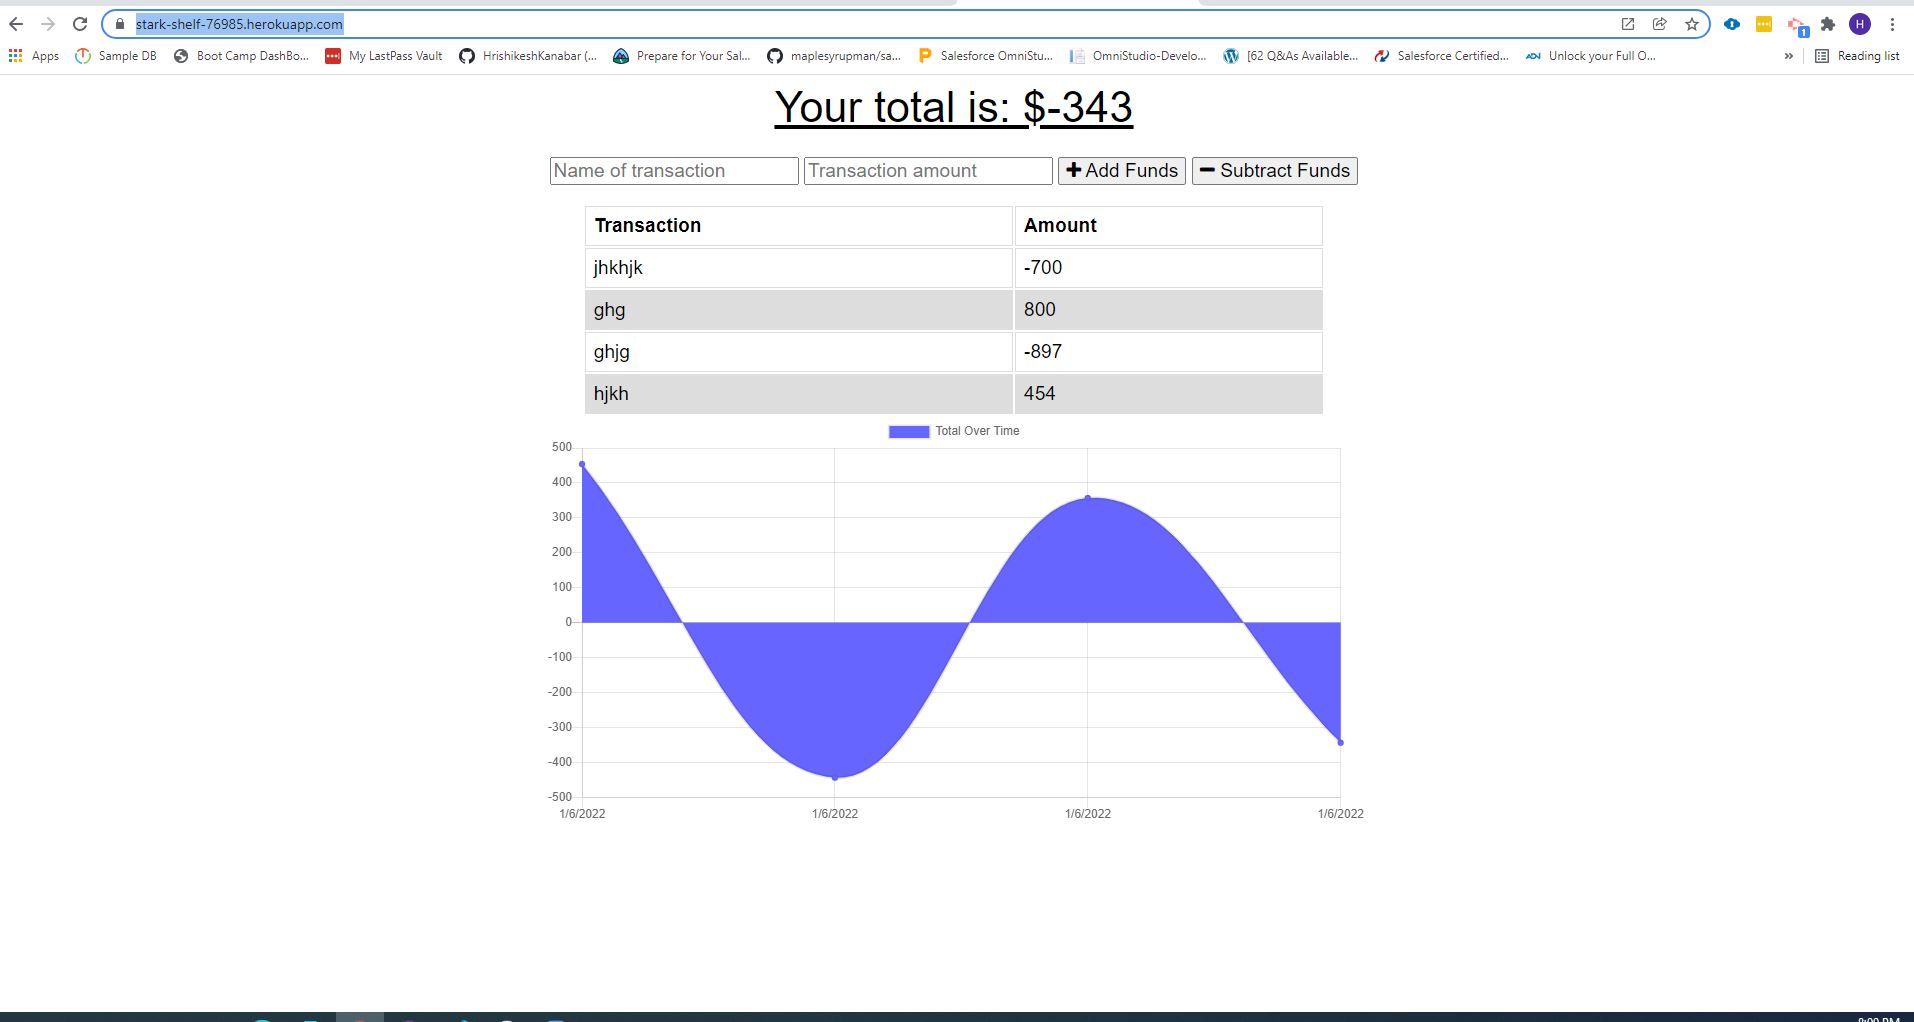 stark-shelf-76985.herokuapp.com
H
1
Apps Sample DB Boot Camp DashBo... My LastPass Vault HrishikeshKanabar (... Prepare for Your Sal... maplesyrupman/sa... Salesforce OmniStu... OmniStudio-Develo... [62 Q&As Available... Salesforce Certified... Unlock your Full O... » Reading list
Your total is: $-343
Name of transaction Transaction amount Add Funds Subtract Funds
Transaction Amount
jhkhjk -700
ghg 800
ghjg -897
hjkh 454
Total Over Time
500
400
300
200
100
0
-100
-200
-300
-400
-500
1/6/2022 1/6/2022 1/6/2022 1/6/2022